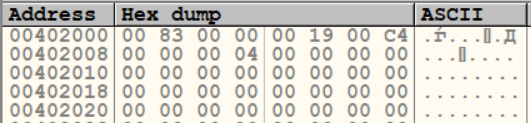 Address Hex dump ASCII
00402000 00 83 00 00 00 19 00 C4 .ѓ...▯.Д
00402008 00 00 00 04 00 00 00 00 ...▯....
00402010 00 00 00 00 00 00 00 00 ........
00402018 00 00 00 00 00 00 00 00 ........
00402020 00 00 00 00 00 00 00 00 ........